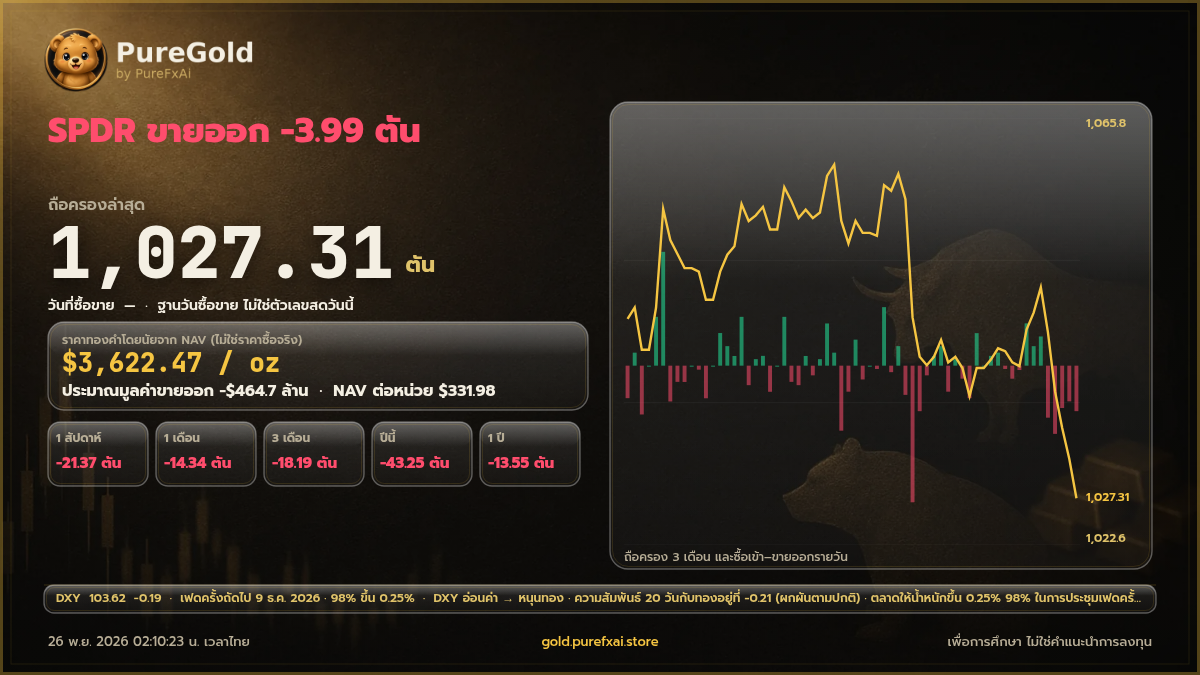 PureGold
by PureFxAi
SPDR ขายออก -3.99 ตัน
ถือครองล่าสุด
1,027.31 ตัน
วันที่ซื้อขาย — · ฐานวันซื้อขาย ไม่ใช่ตัวเลขสดวันนี้
ราคาทองคำโดยนัยจาก NAV (ไม่ใช่ราคาซื้อจริง)
$3,622.47 / oz
ประมาณมูลค่าขายออก -$464.7 ล้าน · NAV ต่อหน่วย $331.98
1 สัปดาห์
-21.37 ตัน
1 เดือน
-14.34 ตัน
3 เดือน
-18.19 ตัน
ปีนี้
-43.25 ตัน
1 ปี
-13.55 ตัน
1,065.8
1,027.31
1,022.6
ถือครอง 3 เดือน และซื้อเข้า–ขายออกรายวัน
DXY 103.62 -0.19 · เฟดครั้งถัดไป 9 ธ.ค. 2026 · 98% ขึ้น 0.25% · DXY อ่อนค่า → หนุนทอง · ความสัมพันธ์ 20 วันกับทองอยู่ที่ -0.21 (ผกผันตามปกติ) · ตลาดให้น้ำหนักขึ้น 0.25% 98% ในการประชุมเฟดครั้…
26 พ.ย. 2026 02:10:23 น. เวลาไทย
gold.purefxai.store
เพื่อการศึกษา ไม่ใช่คำแนะนำการลงทุน